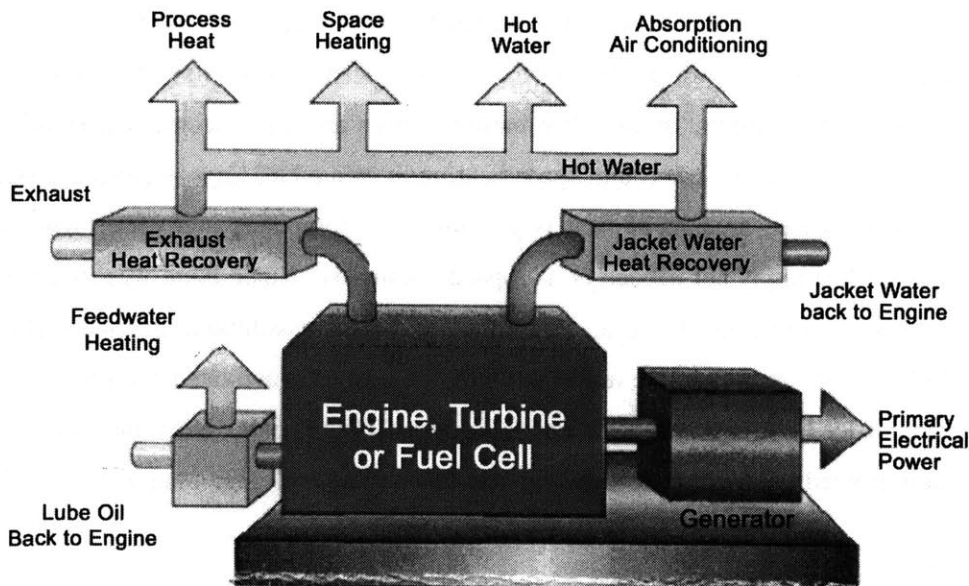 Process
Heat
Space
Heating
Hot
Water
Absorption
Air Conditioning
Hot Water
Exhaust
Exhaust
Heat Recovery
Jacket Water
Heat Recovery
Jacket Water
back to Engine
Feedwater
Heating
Engine, Turbine
or Fuel Cell
Primary
Electrical
Power
Lube Oil
Back to Engine
Generator